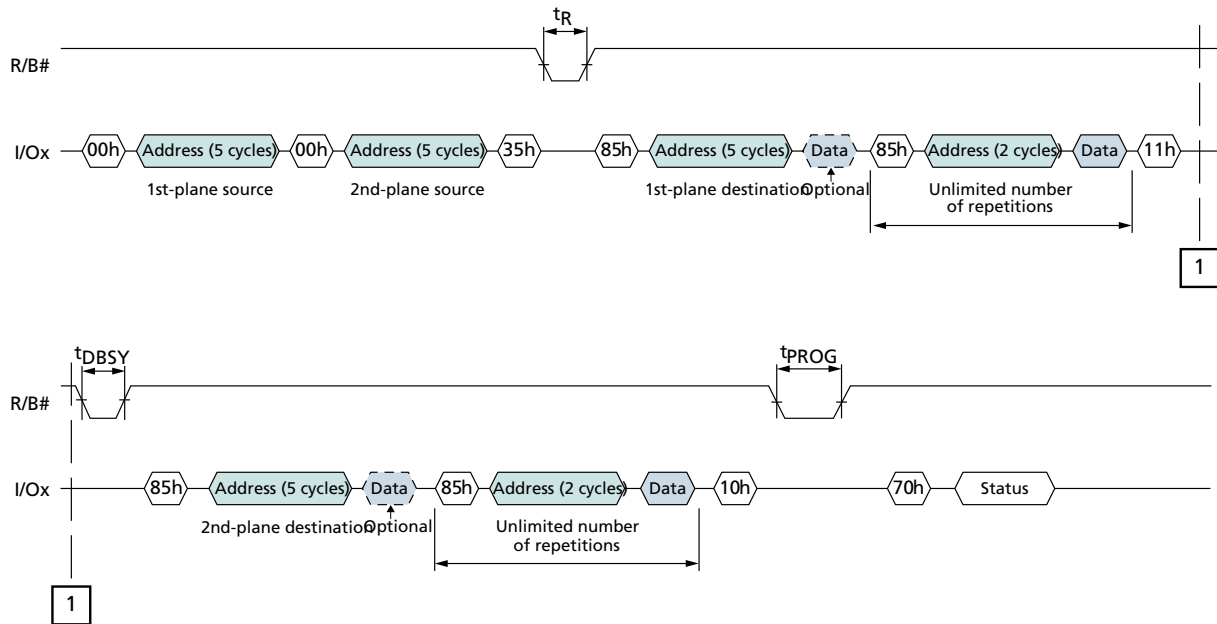 tR
R/B#
I/Ox 00h Address (5 cycles) 00h Address (5 cycles) 35h 85h Address (5 cycles) Data 85h Address (2 cycles) Data 11h
1st-plane source 2nd-plane source 1st-plane destination Optional Unlimited number
of repetitions
1
tDBSY tPROG
R/B#
I/Ox 85h Address (5 cycles) Data 85h Address (2 cycles) Data 10h 70h Status
2nd-plane destination Optional Unlimited number
of repetitions
1